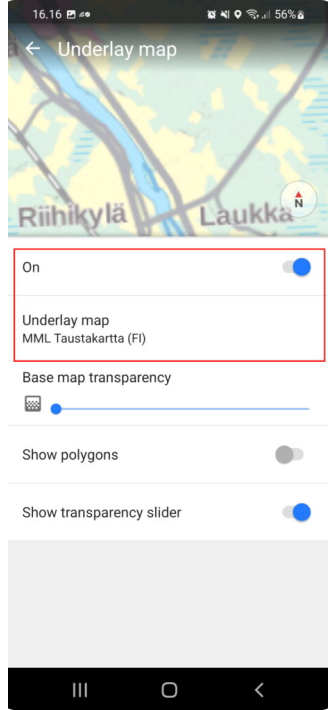 16.16 56%
Underlay map
Riihikylä Laukka
N
On
Underlay map
MML Taustakartta (FI)
Base map transparency
Show polygons
Show transparency slider